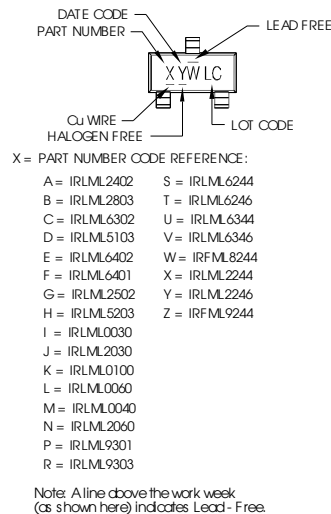 DATE CODE
PART NUMBER
LEAD FREE
X YW LC
Cu WIRE
HALOGEN FREE
LOT CODE
X = PART NUMBER CODE REFERENCE:
A = IRLML2402 S = IRLML6244
B = IRLML2803 T = IRLML6246
C = IRLML6302 U = IRLML6344
D = IRLML5103 V = IRLML6346
E = IRLML6402 W = IRFML8244
F = IRLML6401 X = IRLML2244
G = IRLML2502 Y = IRLML2246
H = IRLML5203 Z = IRFML9244
I = IRLML0030
J = IRLML2030
K = IRLML0100
L = IRLML0060
M = IRLML0040
N = IRLML2060
P = IRLML9301
R = IRLML9303
Note: A line above the work week
(as shown here) indicates Lead - Free.